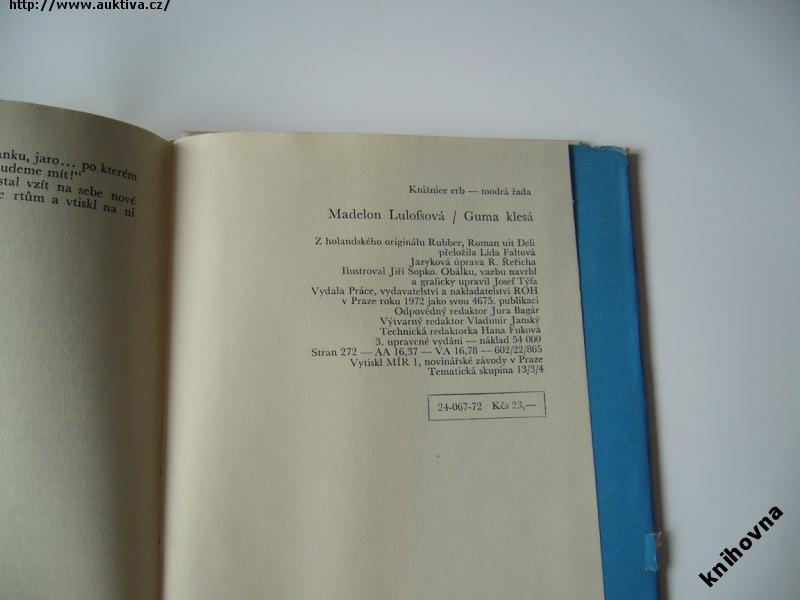 http://www.auktiva.cz/
anku, jaro... po kterém
udeme mít!"
stal vzít na sebe nové
e rtům a vtiskl na ni
Knižnice erb — modrá řada
Madelon Lulofsová / Guma klesá
Z holandského originálu Rubber, Roman uit Deli
přeložila Lída Faltová
Jazyková úprava R. Řeřicha
Ilustroval Jiří Šopko. Obálku, vazbu navrhl
a graficky upravil Josef Týfa
Vydala Práce, vydavatelství a nakladatelství ROH
v Praze roku 1972 jako svou 4675. publikaci
Odpovědný redaktor Jura Bagár
Výtvarný redaktor Vladimír Janský
Technická redaktorka Hana Fuková
3. upravené vydání — náklad 54 000
Stran 272 — AA 16,37 — VA 16,78 — 602/22/865
Vytiskl MÍR 1, novinářské závody v Praze
Tematická skupina 13/3/4
24-067-72 Kčs 23,—
knihovna